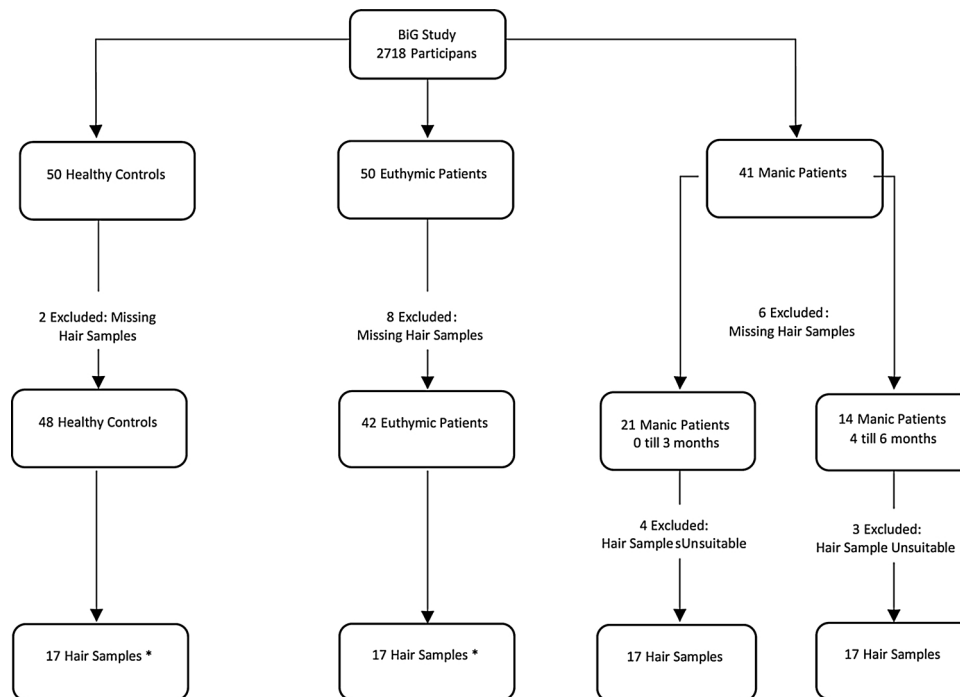 BiG Study
2718 Participans
50 Healthy Controls
50 Euthymic Patients
41 Manic Patients
2 Excluded: Missing
Hair Samples
8 Excluded:
Missing Hair Samples
6 Excluded:
Missing Hair Samples
48 Healthy Controls
42 Euthymic Patients
21 Manic Patients
0 till 3 months
14 Manic Patients
4 till 6 months
4 Excluded:
Hair Sample sUnsuitable
3 Excluded:
Hair Sample Unsuitable
17 Hair Samples *
17 Hair Samples *
17 Hair Samples
17 Hair Samples